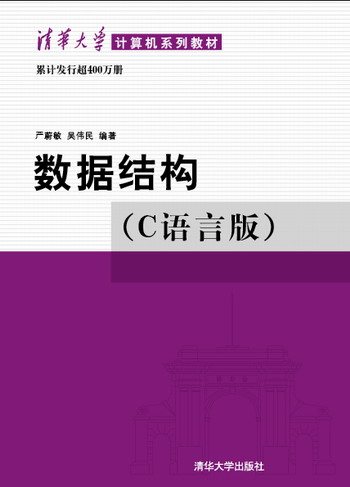 清华大学 计算机系列教材
累计发行超400万册
严蔚敏 吴伟民 编著
数据结构
（C语言版）
清华大学出版社